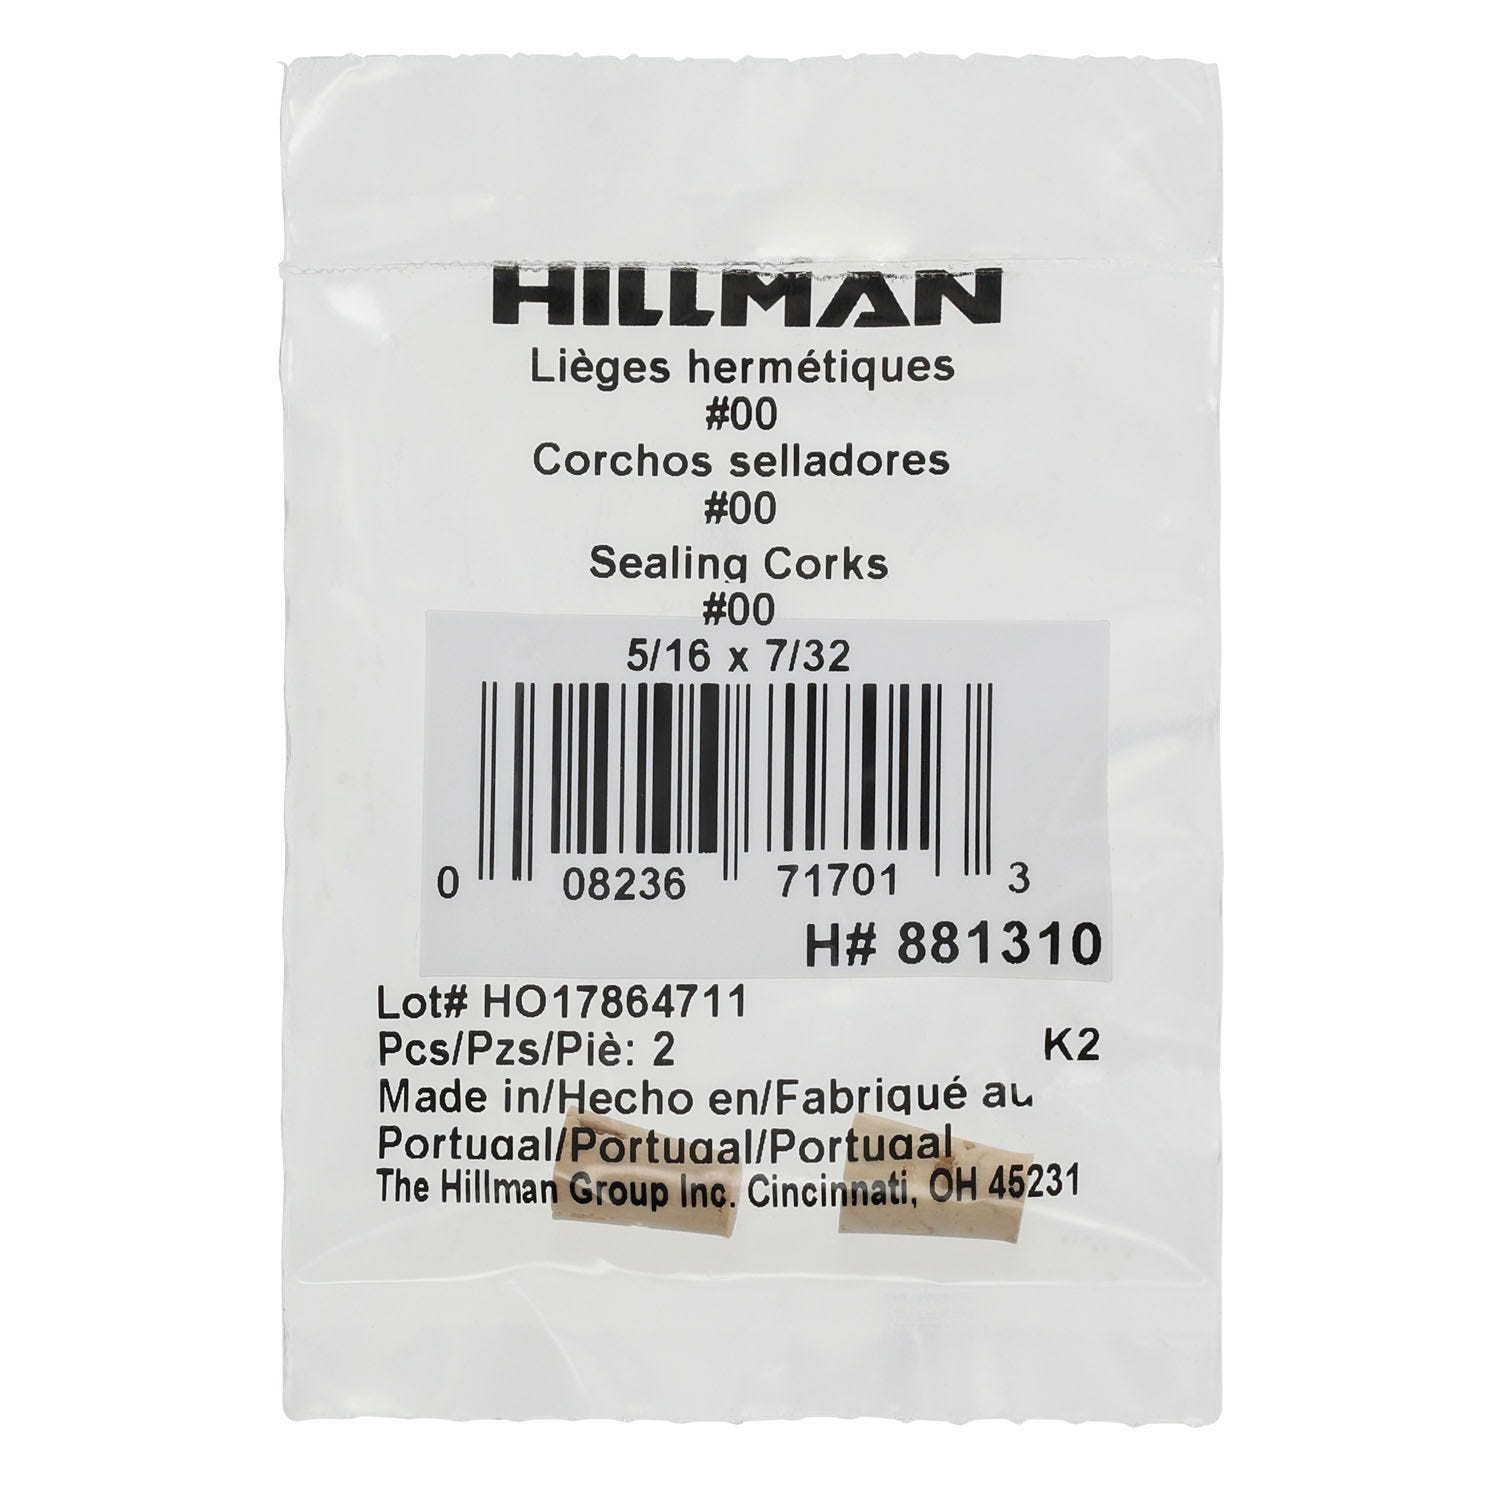 HILLMAN
Lièges hermétiques
#00
Corchos selladores
#00
Sealing Corks
#00
5/16 x 7/32
0 08236 71701 3
H# 881310
Lot# HO17864711
Pcs/Pzs/Piè: 2 K2
Made in/Hecho en/Fabriqué au
Portugal/Portugal/Portugal
The Hillman Group Inc. Cincinnati, OH 45231